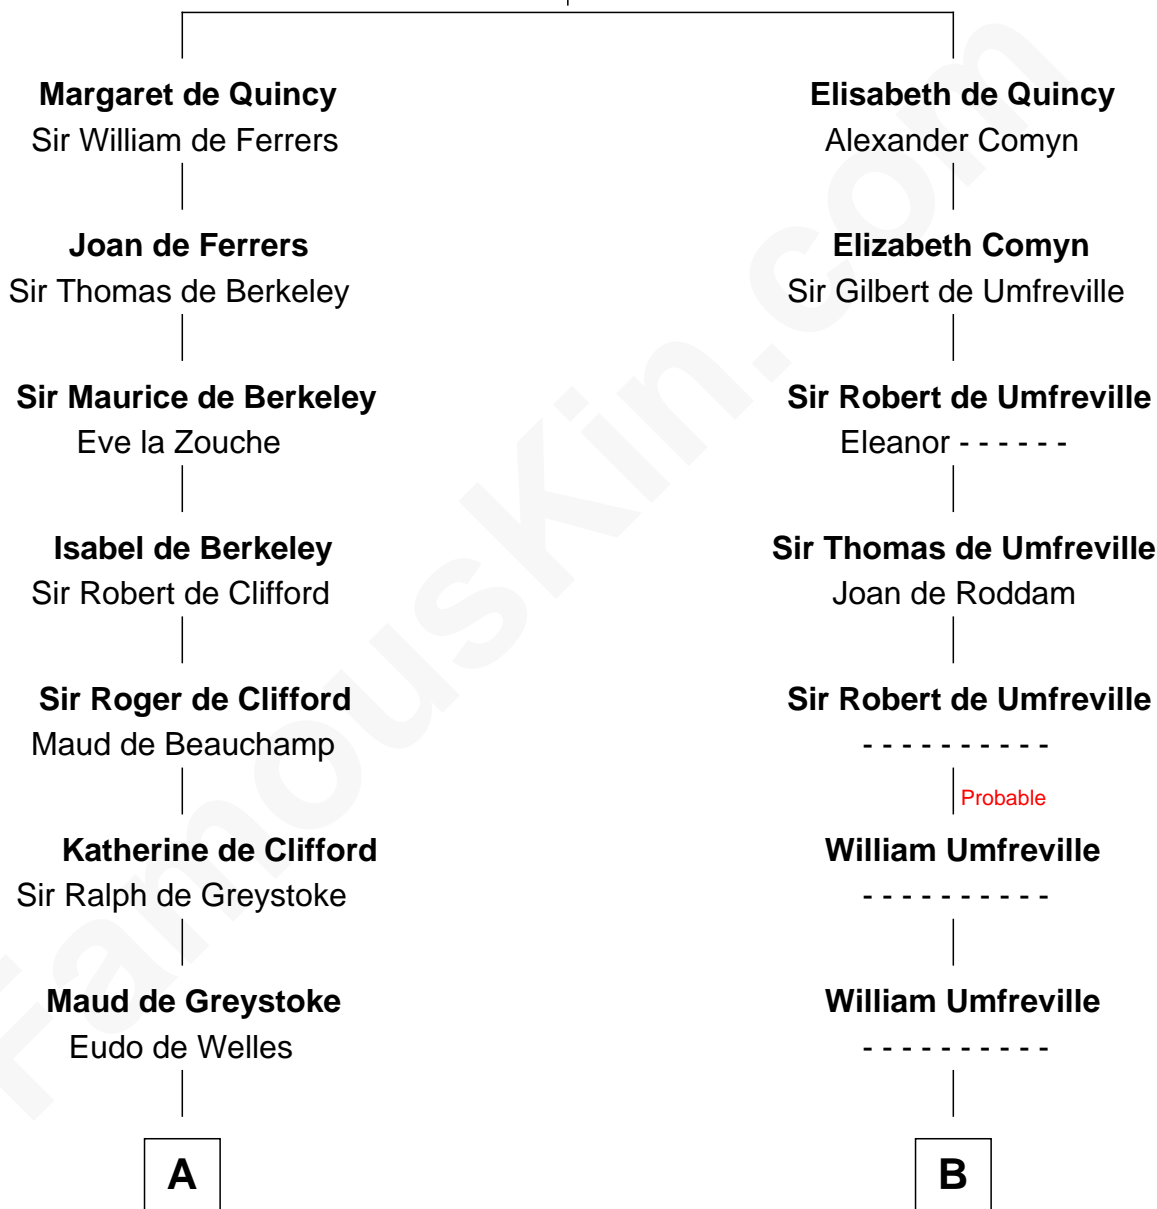 Margaret de Quincy
Sir William de Ferrers
Elisabeth de Quincy
Alexander Comyn
Joan de Ferrers
Sir Thomas de Berkeley
Elizabeth Comyn
Sir Gilbert de Umfreville
Sir Maurice de Berkeley
Eve la Zouche
Sir Robert de Umfreville
Eleanor - - - - - -
Isabel de Berkeley
Sir Robert de Clifford
Sir Thomas de Umfreville
Joan de Roddam
Sir Roger de Clifford
Maud de Beauchamp
Sir Robert de Umfreville
- - - - - - - - - -
Probable
Katherine de Clifford
Sir Ralph de Greystoke
William Umfreville
- - - - - - - - - -
Maud de Greystoke
Eudo de Welles
William Umfreville
- - - - - - - - - -
A
B
FamousKin.com